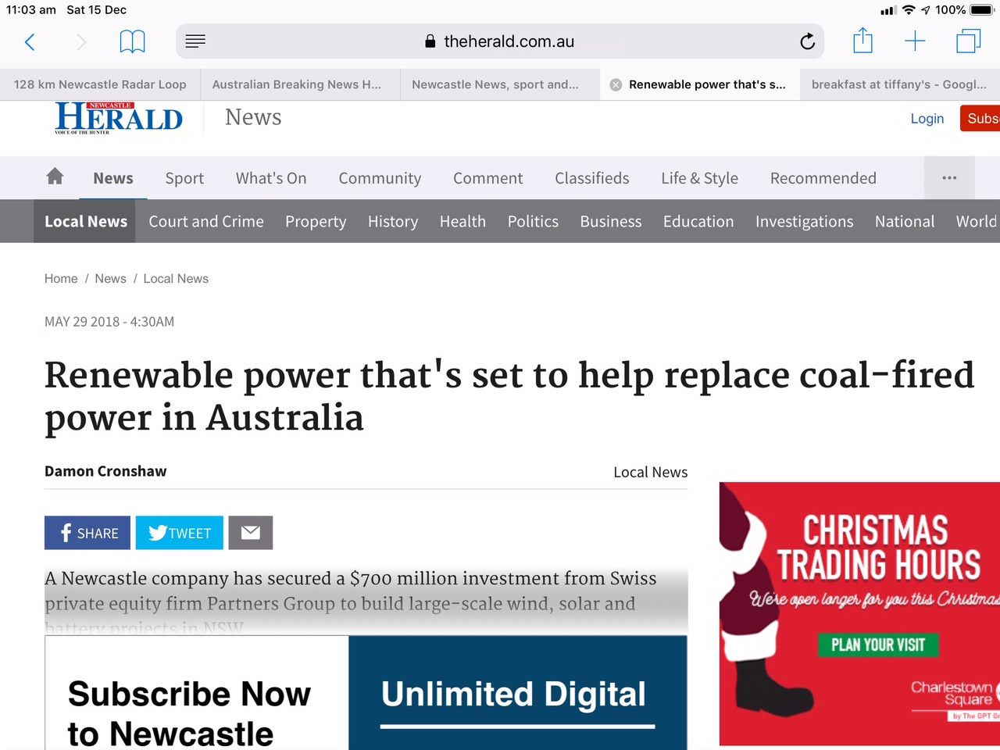 11:03 am Sat 15 Dec
100%
theherald.com.au
128 km Newcastle Radar Loop
Australian Breaking News H...
Newcastle News, sport and...
Renewable power that's s...
breakfast at tiffany's - Googl...
NEWCASTLE
HERALD
VOICE OF THE HUNTER
News
Login
Subs
News Sport What's On Community Comment Classifieds Life & Style Recommended ...
Local News Court and Crime Property History Health Politics Business Education Investigations National World
Home / News / Local News
MAY 29 2018 - 4:30AM
Renewable power that's set to help replace coal-fired
power in Australia
Damon Cronshaw
Local News
f SHARE
TWEET
A Newcastle company has secured a $700 million investment from Swiss
private equity firm Partners Group to build large-scale wind, solar and
battery projects in NSW
Subscribe Now
to Newcastle
Unlimited Digital
CHRISTMAS
TRADING HOURS
We're open longer for you this Christmas
PLAN YOUR VISIT
Charlestown
Square
by The GPT Gr